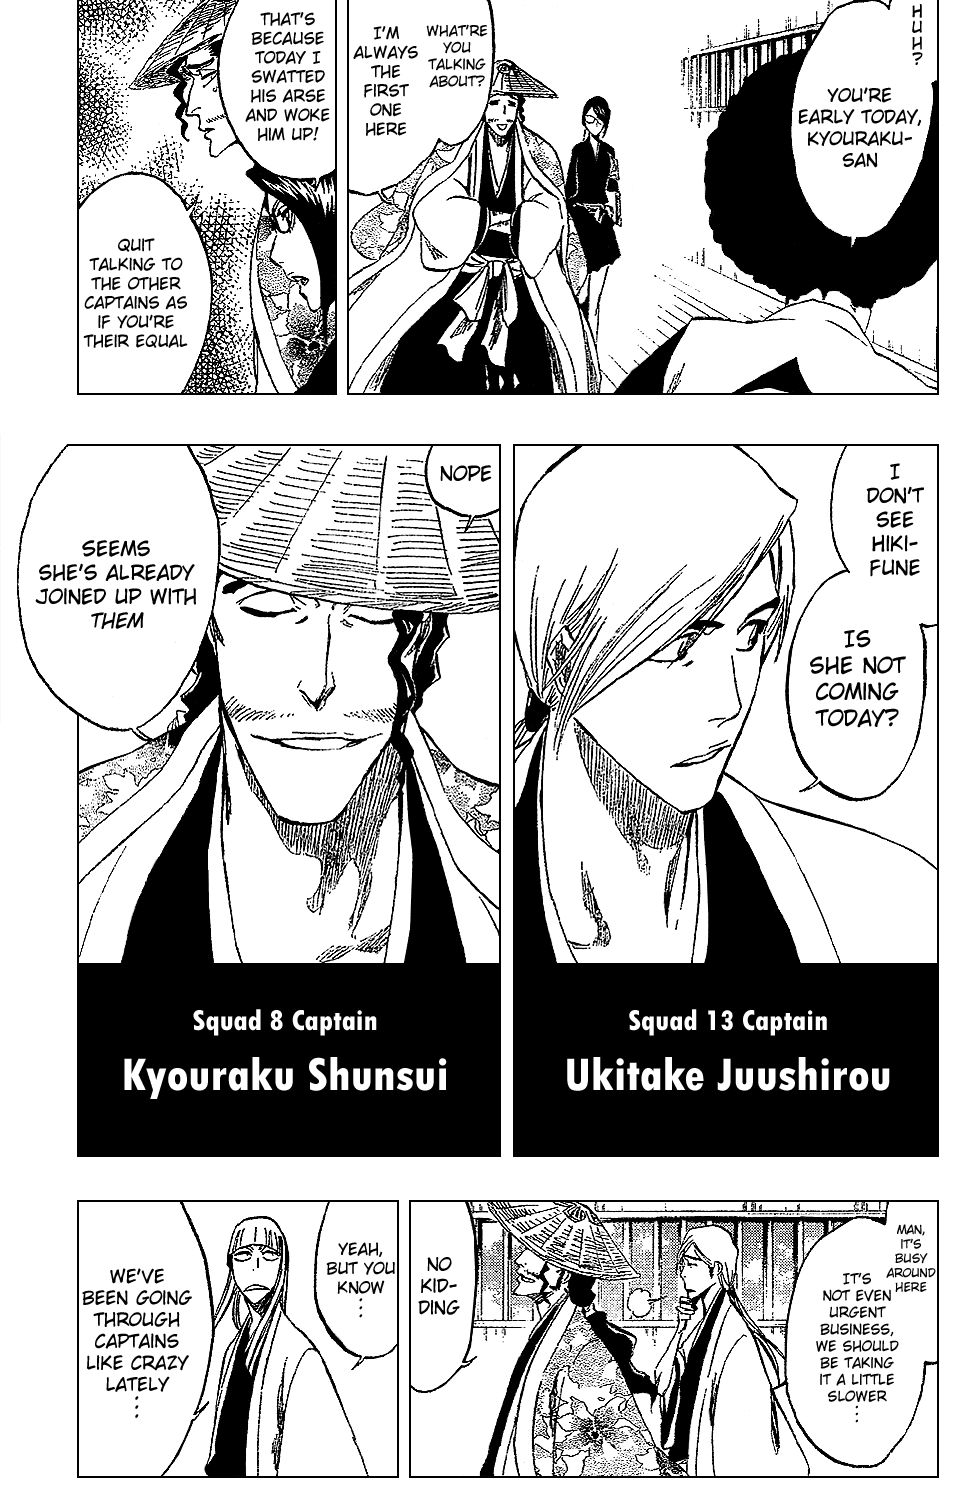 HUH?
YOU'RE
EARLY TODAY,
KYOURAKU-
SAN
WHAT'RE
YOU
TALKING
ABOUT?
I'M
ALWAYS
THE
FIRST
ONE
HERE
THAT'S
BECAUSE
TODAY I
SWATTED
HIS ARSE
AND WOKE
HIM UP!
QUIT
TALKING TO
THE OTHER
CAPTAINS AS
IF YOU'RE
THEIR EQUAL
I
DON'T
SEE
HIKI-
FUNE
IS
SHE NOT
COMING
TODAY?
Squad 13 Captain
Ukitake Juushirou
NOPE
SEEMS
SHE'S ALREADY
JOINED UP WITH
THEM
Squad 8 Captain
Kyouraku Shunsui
MAN,
IT'S
BUSY
AROUND
HERE
IT'S
NOT EVEN
URGENT
BUSINESS,
WE SHOULD
BE TAKING
IT A LITTLE
SLOWER
...
NO
KID-
DING
YEAH,
BUT YOU
KNOW
...
WE'VE
BEEN GOING
THROUGH
CAPTAINS
LIKE CRAZY
LATELY
...